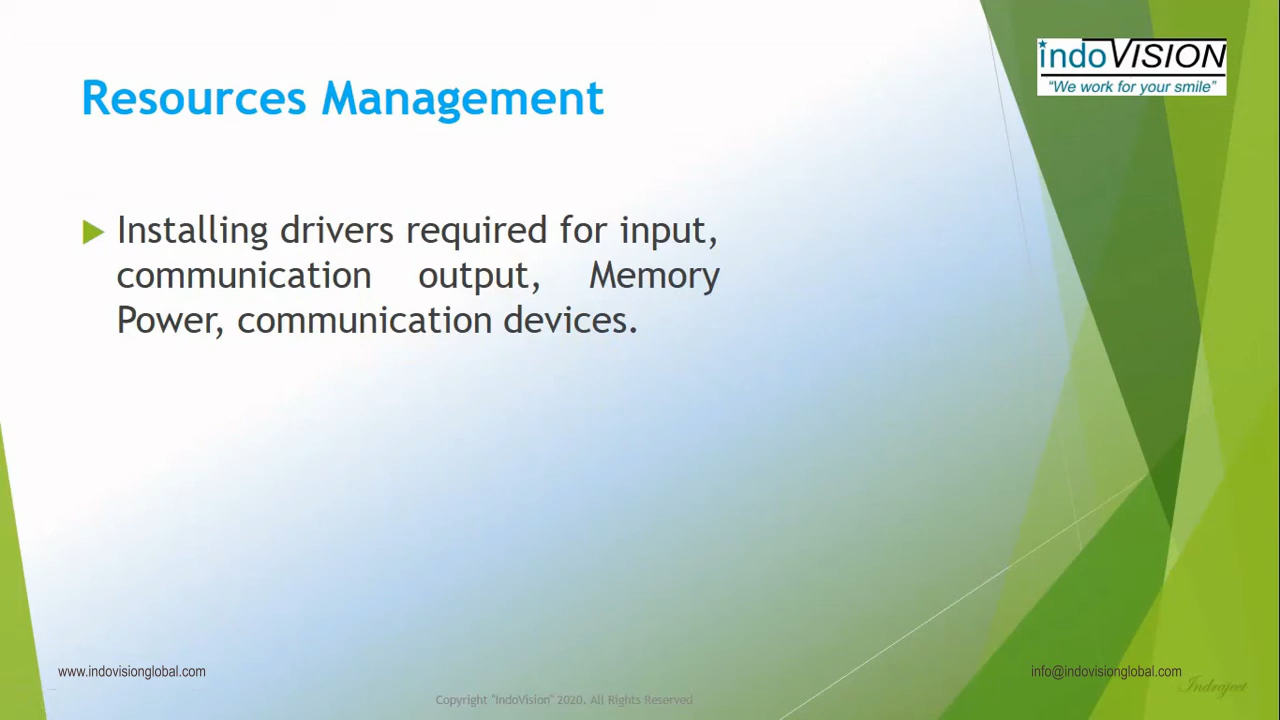 indoVISION
"We work for your smile"
Resources Management
Installing drivers required for input,
communication output, Memory
Power, communication devices.
www.indovisionglobal.com
info@indovisionglobal.com
Indrajeet
Copyright "IndoVision" 2020. All Rights Reserved